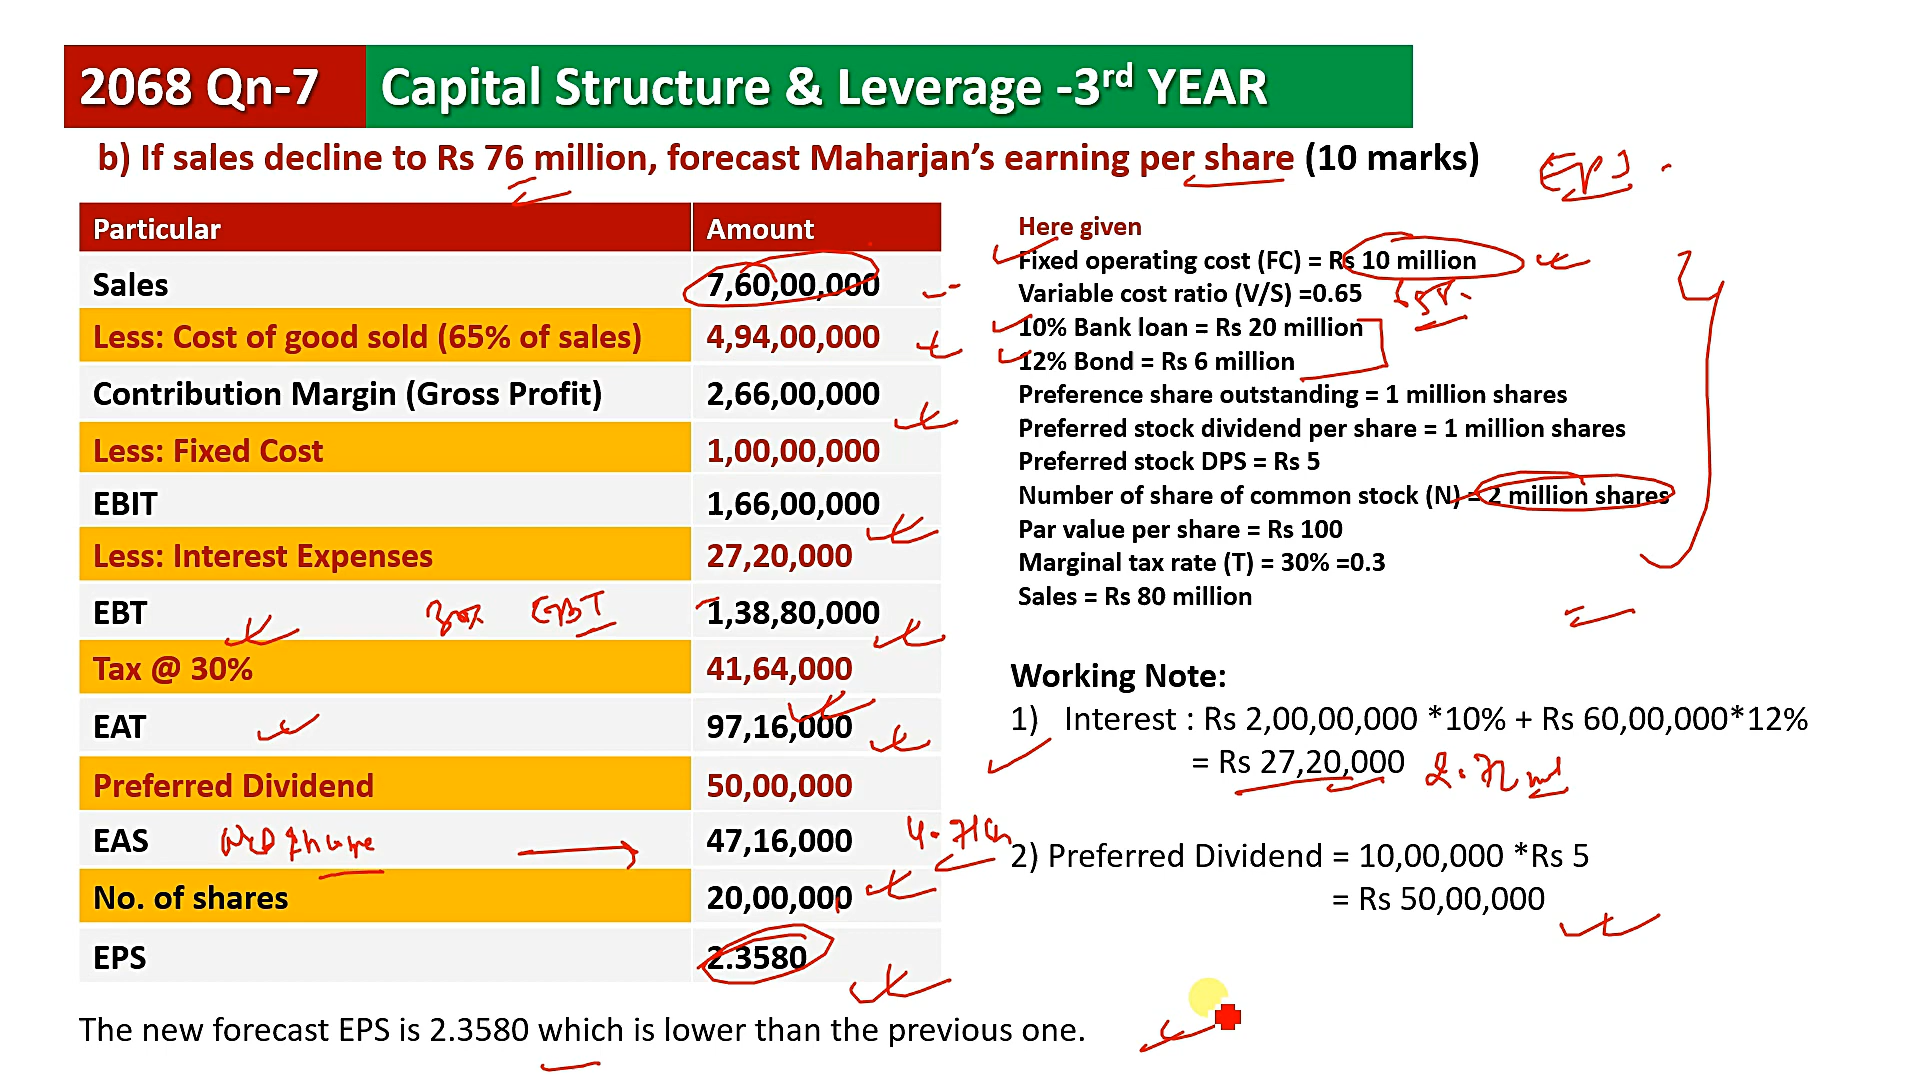 2068 Qn-7 Capital Structure & Leverage -3rd YEAR
b) If sales decline to Rs 76 million, forecast Maharjan's earning per share (10 marks)
EPS
Particular Amount
Sales 7,60,00,000
Less: Cost of good sold (65% of sales) 4,94,00,000
Contribution Margin (Gross Profit) 2,66,00,000
Less: Fixed Cost 1,00,00,000
EBIT 1,66,00,000
Less: Interest Expenses 27,20,000
EBT 30% EBT 1,38,80,000
Tax @ 30% 41,64,000
EAT 97,16,000
Preferred Dividend 50,00,000
EAS 47,16,000
No. of shares 20,00,000
EPS 2.3580
The new forecast EPS is 2.3580 which is lower than the previous one.
Here given
Fixed operating cost (FC) = Rs 10 million
Variable cost ratio (V/S) =0.65 65%
10% Bank loan = Rs 20 million
12% Bond = Rs 6 million
Preference share outstanding = 1 million shares
Preferred stock dividend per share = 1 million shares
Preferred stock DPS = Rs 5
Number of share of common stock (N) = 2 million shares
Par value per share = Rs 100
Marginal tax rate (T) = 30% =0.3
Sales = Rs 80 million
Working Note:
1) Interest : Rs 2,00,00,000 *10% + Rs 60,00,000*12%
= Rs 27,20,000 2.72 ml
2) Preferred Dividend = 10,00,000 *Rs 5
= Rs 50,00,000